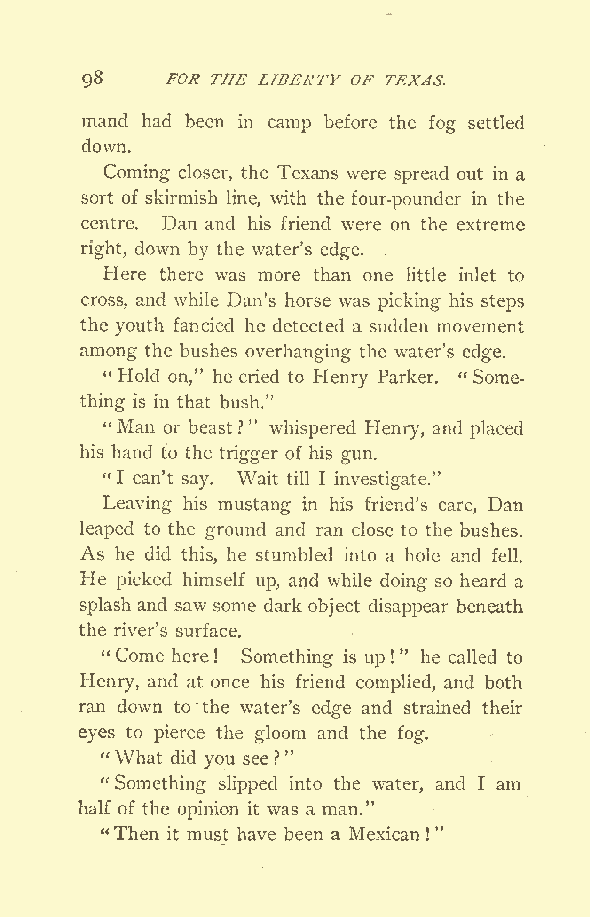 98 FOR THE LIBERTY OF TEXAS.
mand had been in camp before the fog settled
down.
Coming closer, the Texans were spread out in a
sort of skirmish line, with the four-pounder in the
centre. Dan and his friend were on the extreme
right, down by the water's edge.
Here there was more than one little inlet to
cross, and while Dan's horse was picking his steps
the youth fancied he detected a sudden movement
among the bushes overhanging the water's edge.
"Hold on," he cried to Henry Parker. "Some-
thing is in that bush."
"Man or beast?" whispered Henry, and placed
his hand to the trigger of his gun.
"I can't say. Wait till I investigate."
Leaving his mustang in his friend's care, Dan
leaped to the ground and ran close to the bushes.
As he did this, he stumbled into a hole and fell.
He picked himself up, and while doing so heard a
splash and saw some dark object disappear beneath
the river's surface.
"Come here! Something is up!" he called to
Henry, and at once his friend complied, and both
ran down to the water's edge and strained their
eyes to pierce the gloom and the fog.
"What did you see?"
"Something slipped into the water, and I am
half of the opinion it was a man."
"Then it must have been a Mexican!"